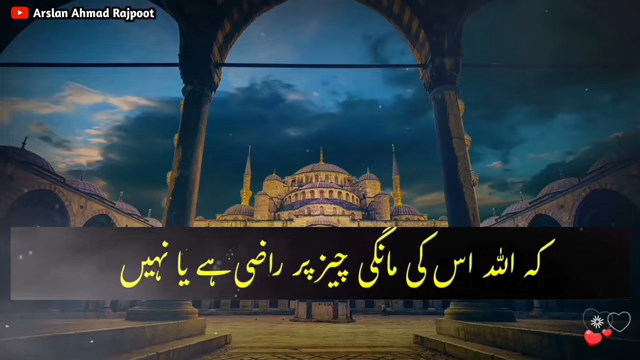 Arslan Ahmad Rajpoot
کہ اللہ اس کی مانگی چیز پر راضی ہے یا نہیں